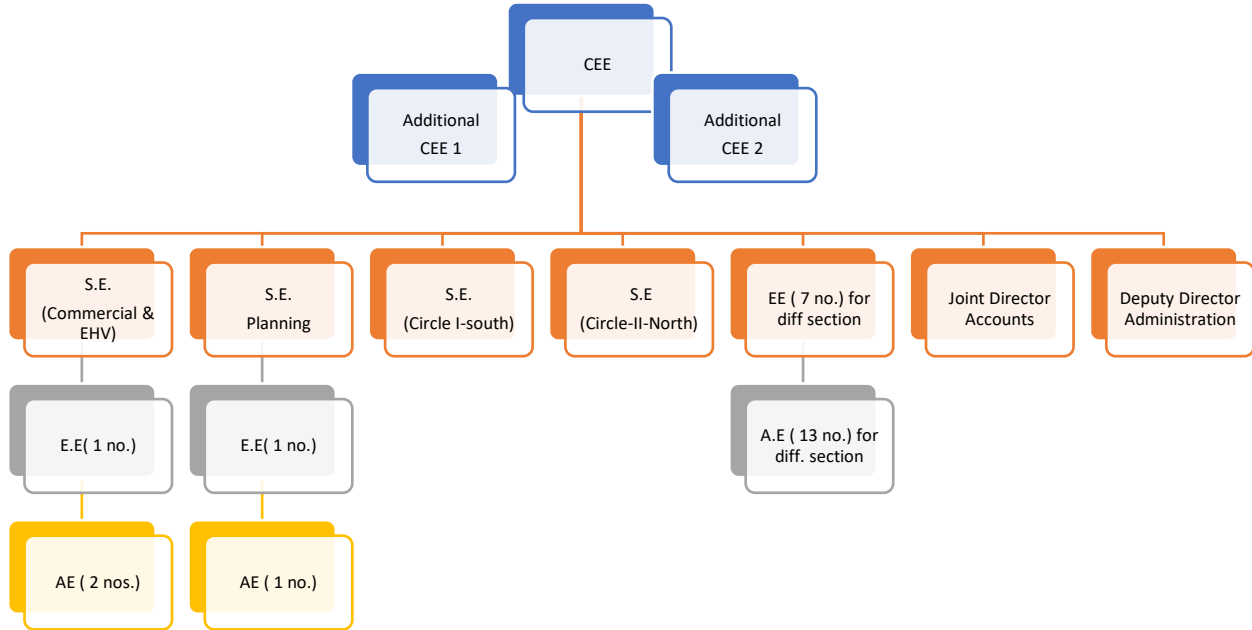 CEE
Additional
CEE 1
Additional
CEE 2
S.E.
(Commercial &
EHV)
S.E.
Planning
S.E.
(Circle I-south)
S.E
(Circle-II-North)
EE ( 7 no.) for
diff section
Joint Director
Accounts
Deputy Director
Administration
E.E( 1 no.)
E.E( 1 no.)
A.E ( 13 no.) for
diff. section
AE ( 2 nos.)
AE ( 1 no.)